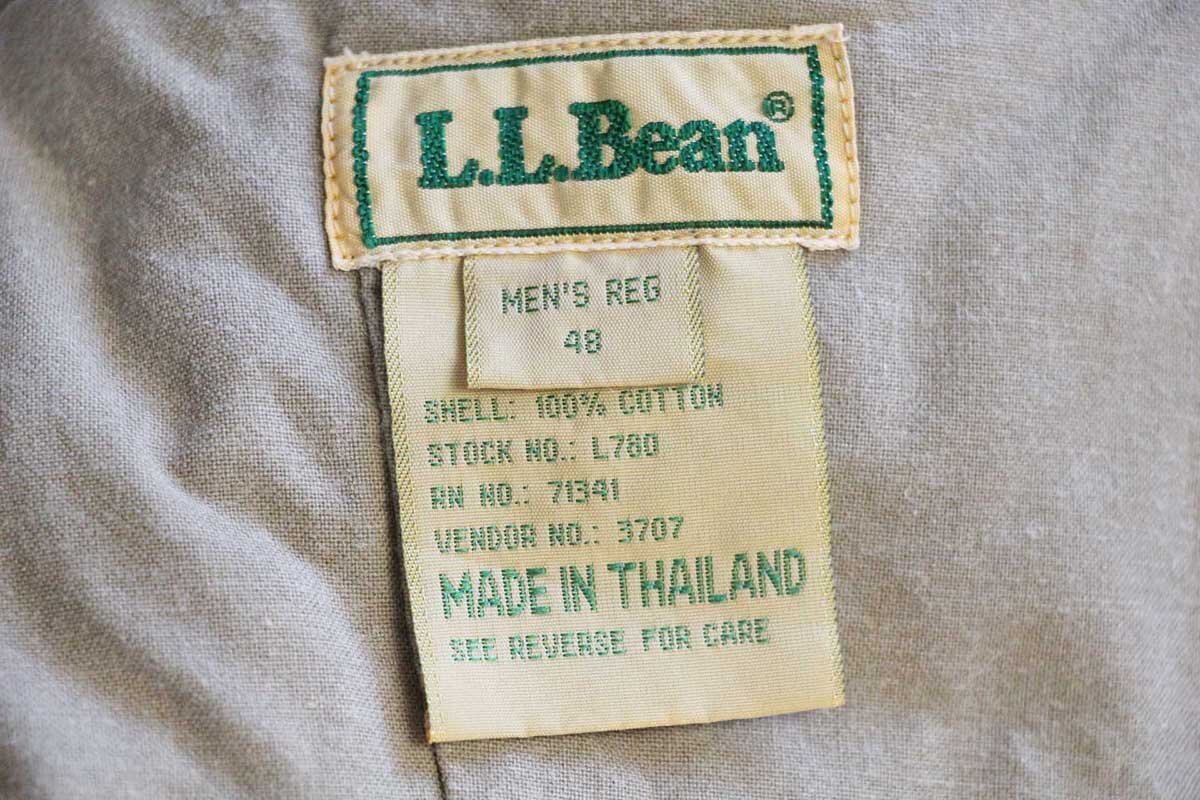 L.L.Bean®
MEN'S REG
48
SHELL: 100% COTTON
STOCK NO.: L780
RN NO.: 71341
VENDOR NO.: 3707
MADE IN THAILAND
SEE REVERSE FOR CARE